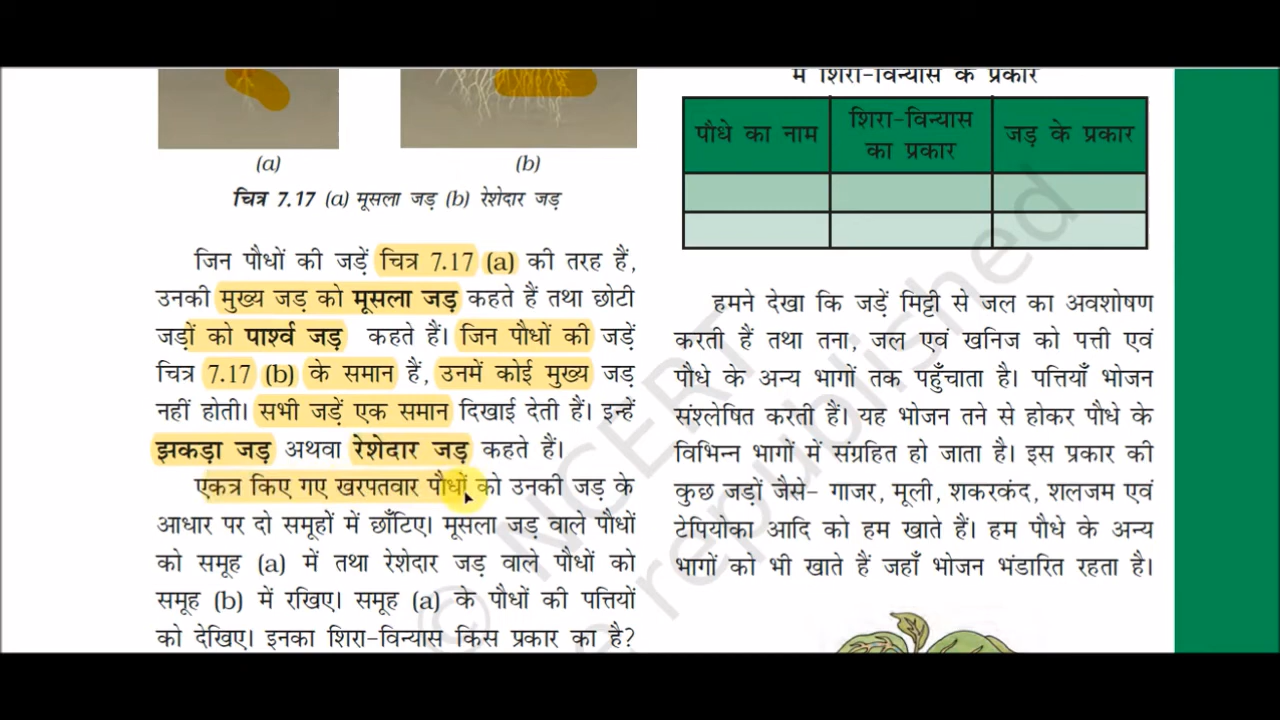 (a) (b)
चित्र 7.17 (a) मूसला जड़ (b) रेशेदार जड़
जिन पौधों की जड़ें चित्र 7.17 (a) की तरह हैं,
उनकी मुख्य जड़ को मूसला जड़ कहते हैं तथा छोटी
जड़ों को पार्श्व जड़ कहते हैं। जिन पौधों की जड़ें
चित्र 7.17 (b) के समान हैं, उनमें कोई मुख्य जड़
नहीं होती। सभी जड़ें एक समान दिखाई देती हैं। इन्हें
झकड़ा जड़ अथवा रेशेदार जड़ कहते हैं।
एकत्र किए गए खरपतवार पौधों को उनकी जड़ के
आधार पर दो समूहों में छाँटिए। मूसला जड़ वाले पौधों
को समूह (a) में तथा रेशेदार जड़ वाले पौधों को
समूह (b) में रखिए। समूह (a) के पौधों की पत्तियों
को देखिए। इनका शिरा-विन्यास किस प्रकार का है?
में शिरा-विन्यास के प्रकार
पौधे का नाम शिरा-विन्यास का प्रकार जड़ के प्रकार
हमने देखा कि जड़ें मिट्टी से जल का अवशोषण
करती हैं तथा तना, जल एवं खनिज को पत्ती एवं
पौधे के अन्य भागों तक पहुँचाता है। पत्तियाँ भोजन
संश्लेषित करती हैं। यह भोजन तने से होकर पौधे के
विभिन्न भागों में संग्रहित हो जाता है। इस प्रकार की
कुछ जड़ों जैसे- गाजर, मूली, शकरकंद, शलजम एवं
टेपियोका आदि को हम खाते हैं। हम पौधे के अन्य
भागों को भी खाते हैं जहाँ भोजन भंडारित रहता है।
© NCERT
republished